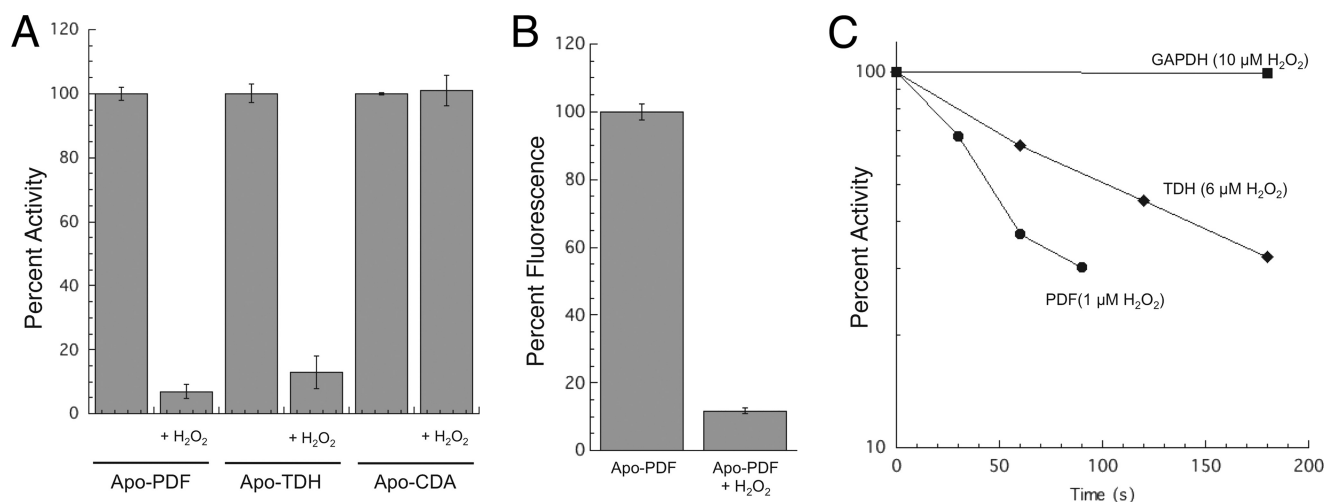 A
Percent Activity
120
100
80
60
40
20
0
+ H₂O₂
+ H₂O₂
+ H₂O₂
Apo-PDF
Apo-TDH
Apo-CDA
B
Percent Fluorescence
120
100
80
60
40
20
0
Apo-PDF
Apo-PDF
+ H₂O₂
C
Percent Activity
100
10
GAPDH (10 µM H₂O₂)
TDH (6 µM H₂O₂)
PDF(1 µM H₂O₂)
0
50
100
150
200
Time (s)